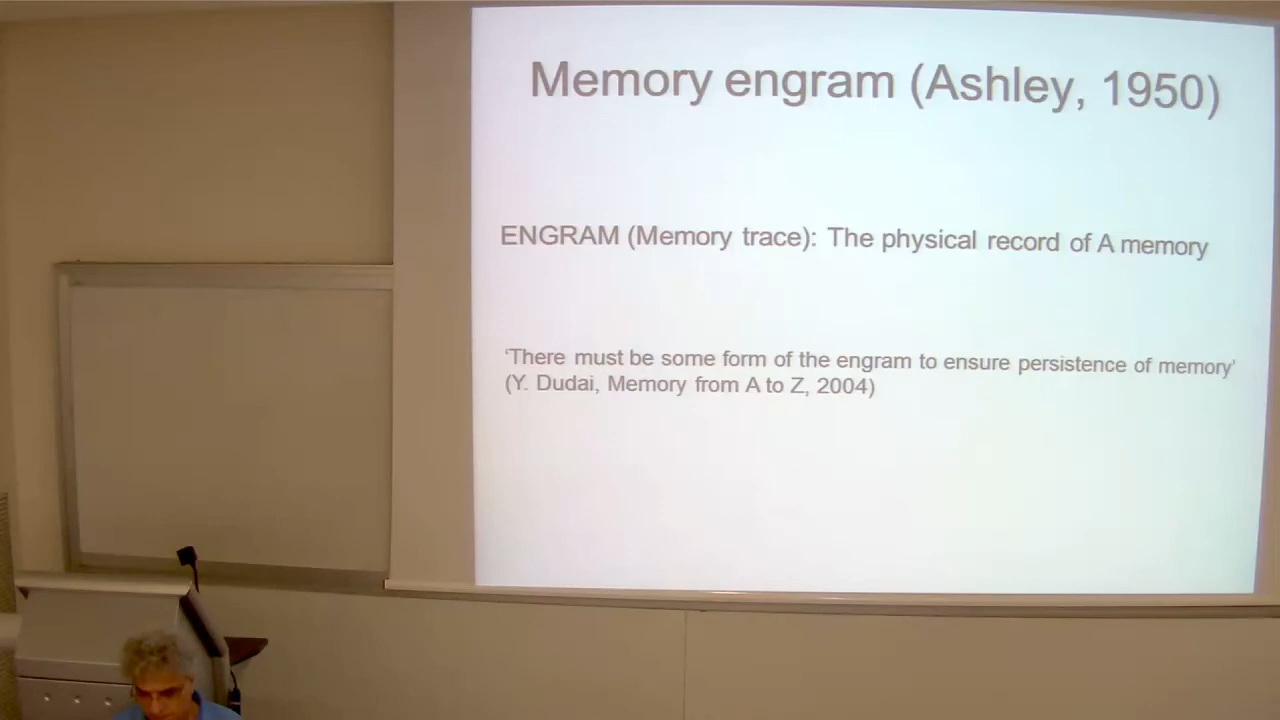 Memory engram (Ashley, 1950)
ENGRAM (Memory trace): The physical record of A memory
‘There must be some form of the engram to ensure persistence of memory’
(Y. Dudai, Memory from A to Z, 2004)